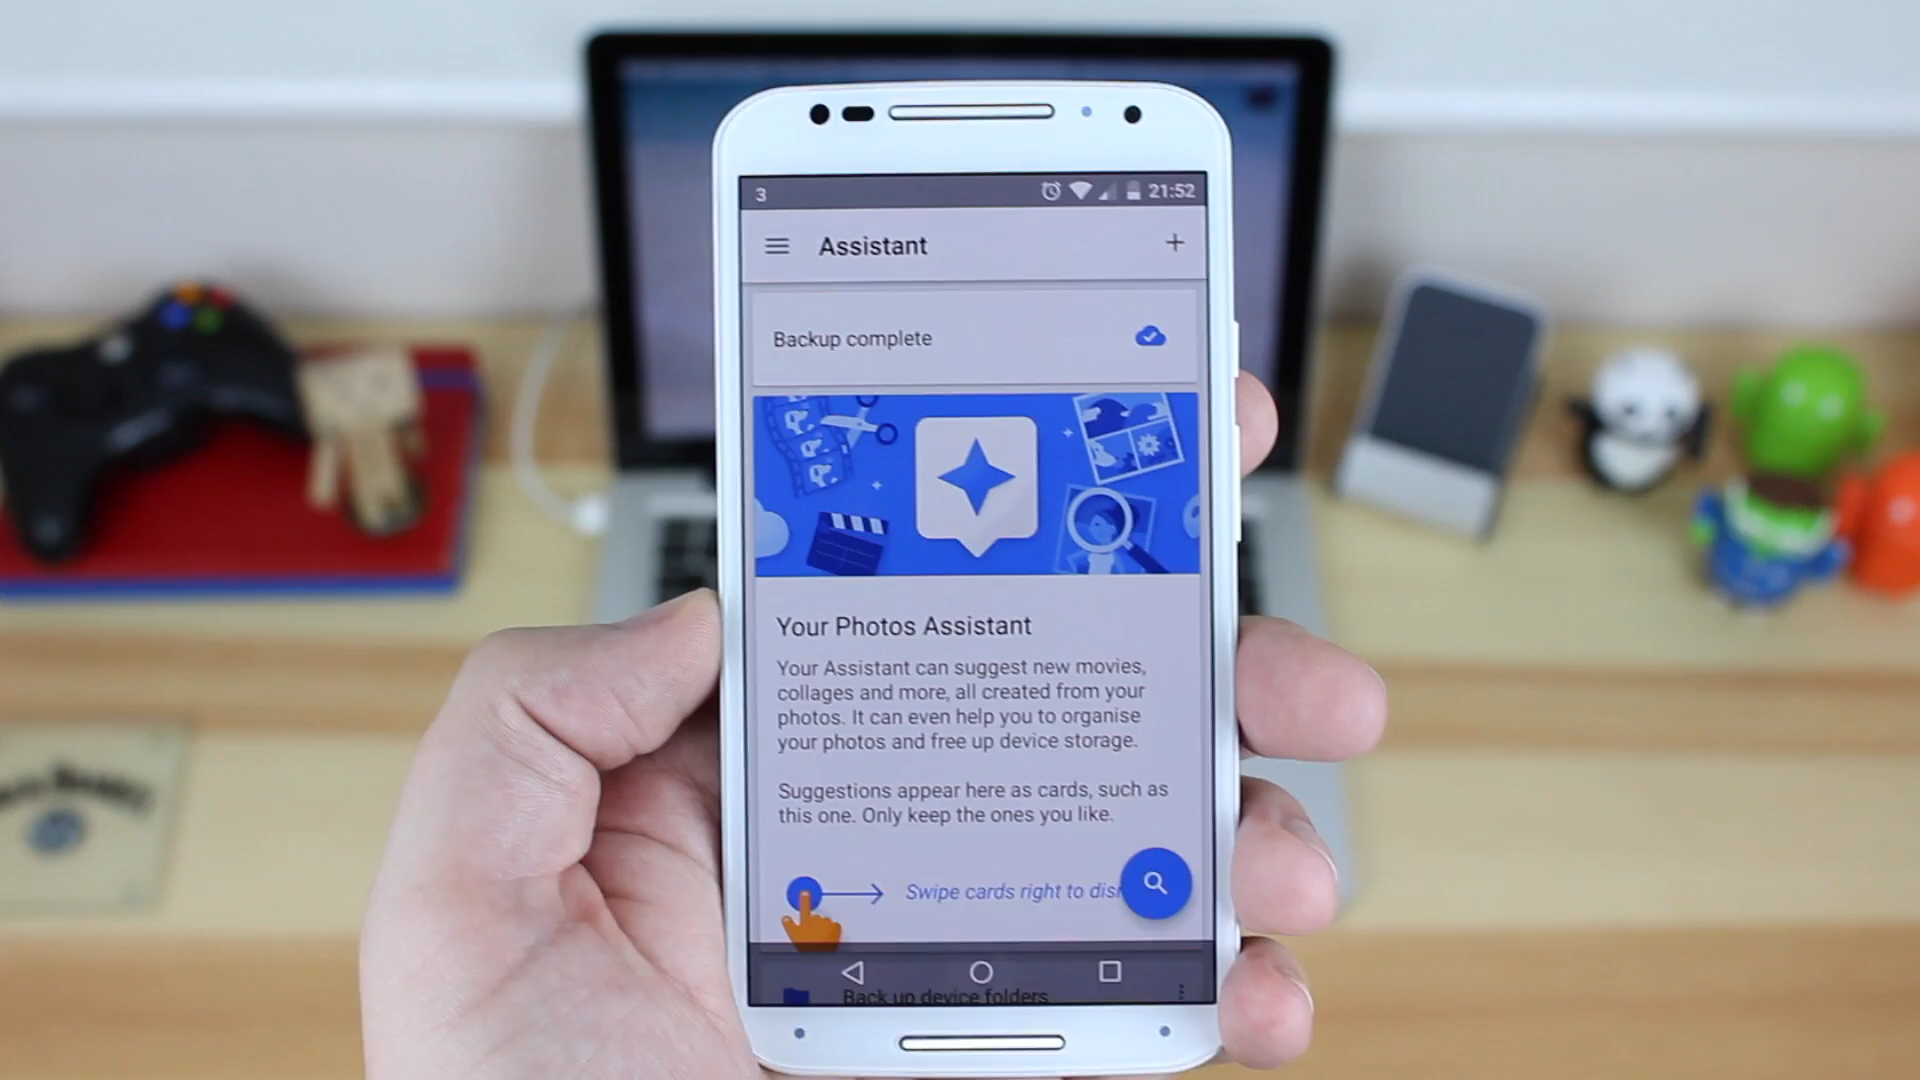 3 21:52
Assistant
Backup complete
Your Photos Assistant
Your Assistant can suggest new movies,
collages and more, all created from your
photos. It can even help you to organise
your photos and free up device storage.
Suggestions appear here as cards, such as
this one. Only keep the ones you like.
Swipe cards right to
Back up device folders